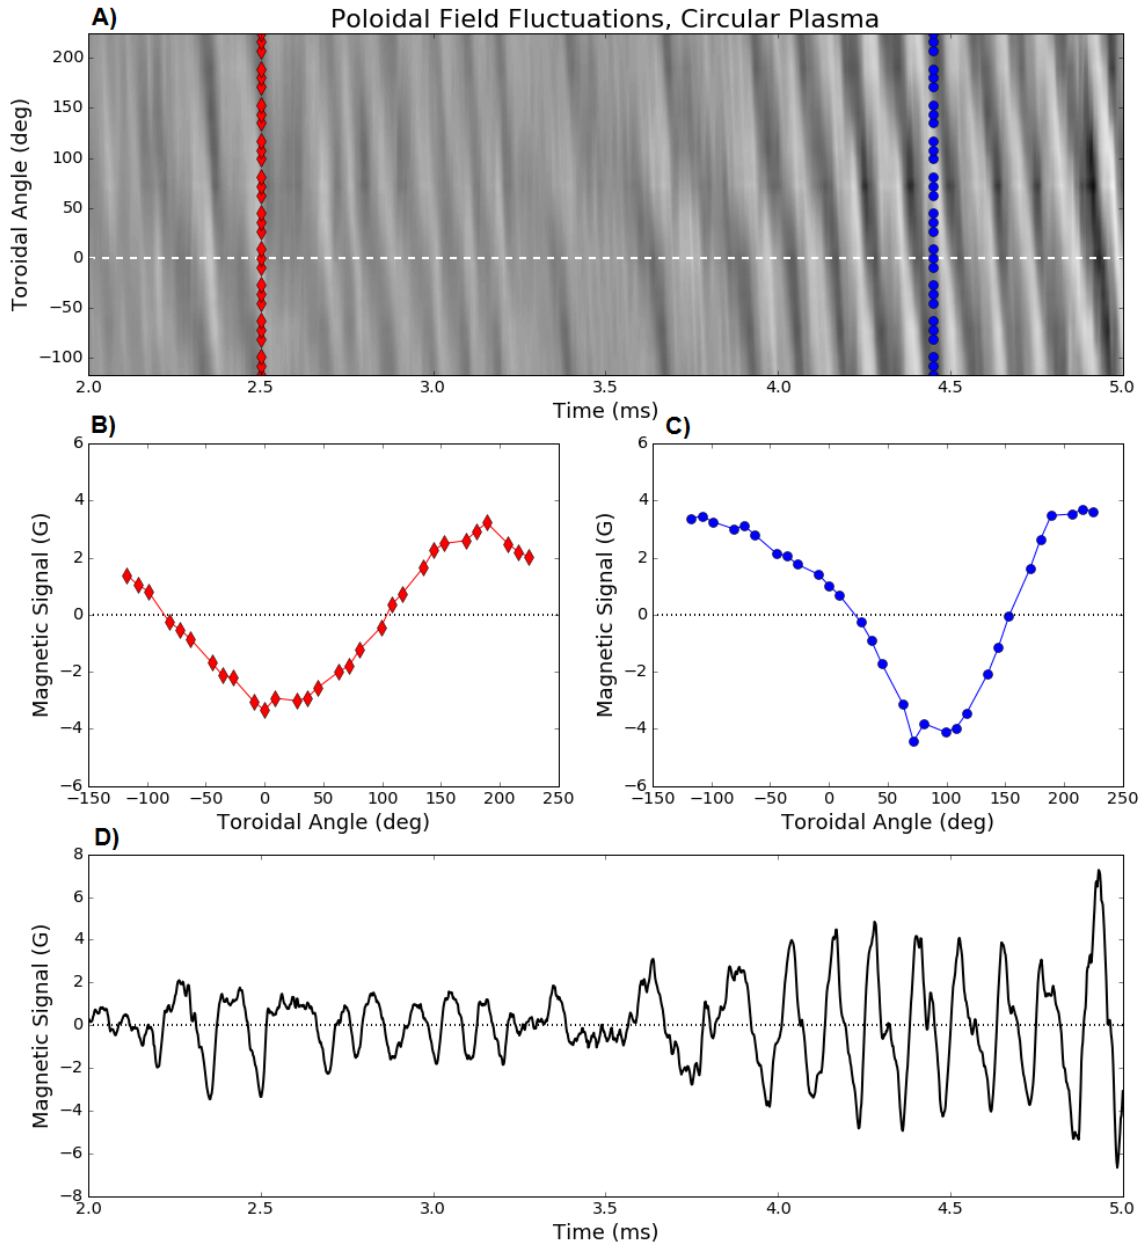 A)
Poloidal Field Fluctuations, Circular Plasma
Toroidal Angle (deg)
200
150
100
50
0
−50
−100
2.0 2.5 3.0 3.5 4.0 4.5 5.0
Time (ms)
B)
Magnetic Signal (G)
6
4
2
0
−2
−4
−6
−150 −100 −50 0 50 100 150 200 250
Toroidal Angle (deg)
C)
Magnetic Signal (G)
6
4
2
0
−2
−4
−6
−150 −100 −50 0 50 100 150 200 250
Toroidal Angle (deg)
D)
Magnetic Signal (G)
8
6
4
2
0
−2
−4
−6
−8
2.0 2.5 3.0 3.5 4.0 4.5 5.0
Time (ms)